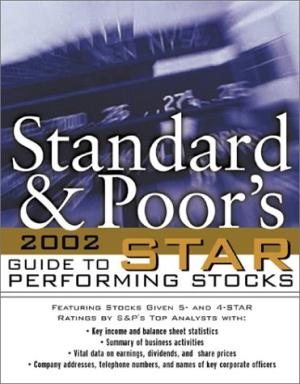 Standard
& Poor's
2002 STAR
GUIDE TO
PERFORMING STOCKS
FEATURING STOCKS GIVEN 5- AND 4-STAR
RATINGS BY S&P'S TOP ANALYSTS WITH:
• Key income and balance sheet statistics
• Summary of business activities
• Vital data on earnings, dividends, and share prices
• Company addresses, telephone numbers, and names of key corporate officers